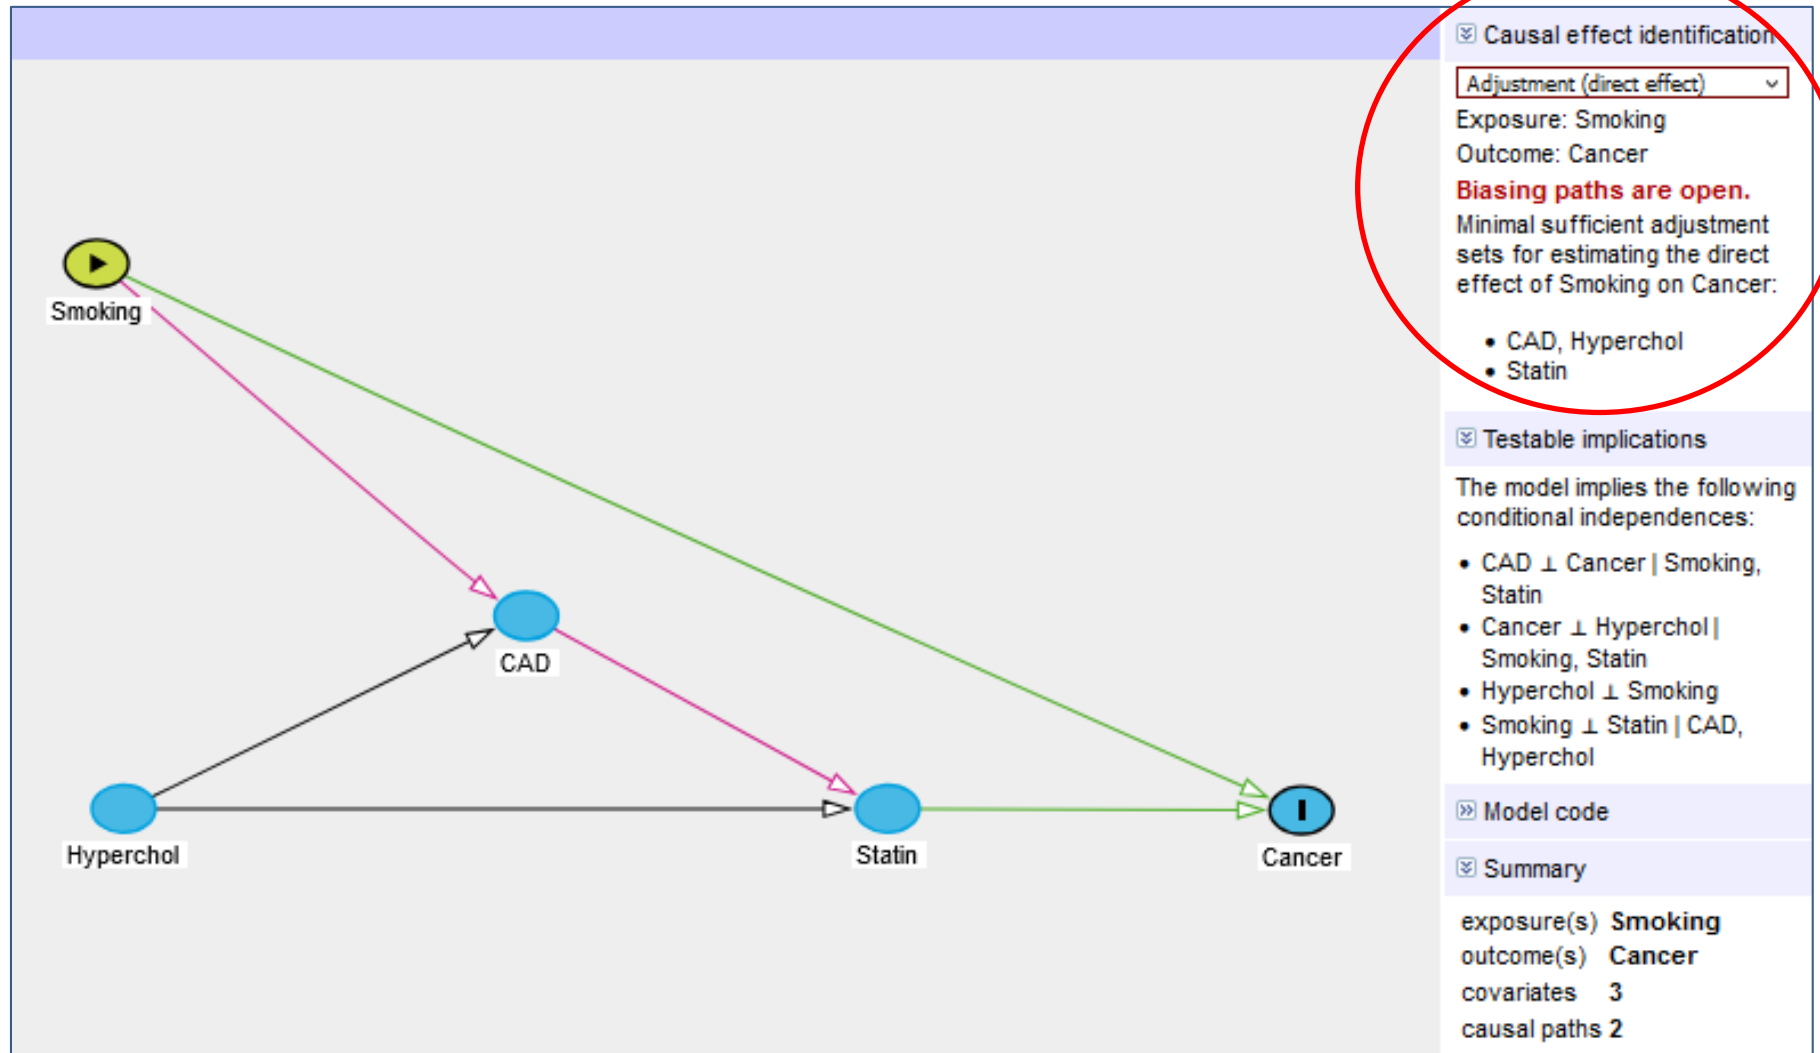 Causal effect identification
Adjustment (direct effect)
Exposure: Smoking
Outcome: Cancer
Biasing paths are open.
Minimal sufficient adjustment
sets for estimating the direct
effect of Smoking on Cancer:
• CAD, Hyperchol
• Statin
Testable implications
The model implies the following
conditional independences:
• CAD ⊥ Cancer | Smoking,
Statin
• Cancer ⊥ Hyperchol |
Smoking, Statin
• Hyperchol ⊥ Smoking
• Smoking ⊥ Statin | CAD,
Hyperchol
Model code
Summary
exposure(s) Smoking
outcome(s) Cancer
covariates 3
causal paths 2
Smoking
CAD
Hyperchol
Statin
Cancer